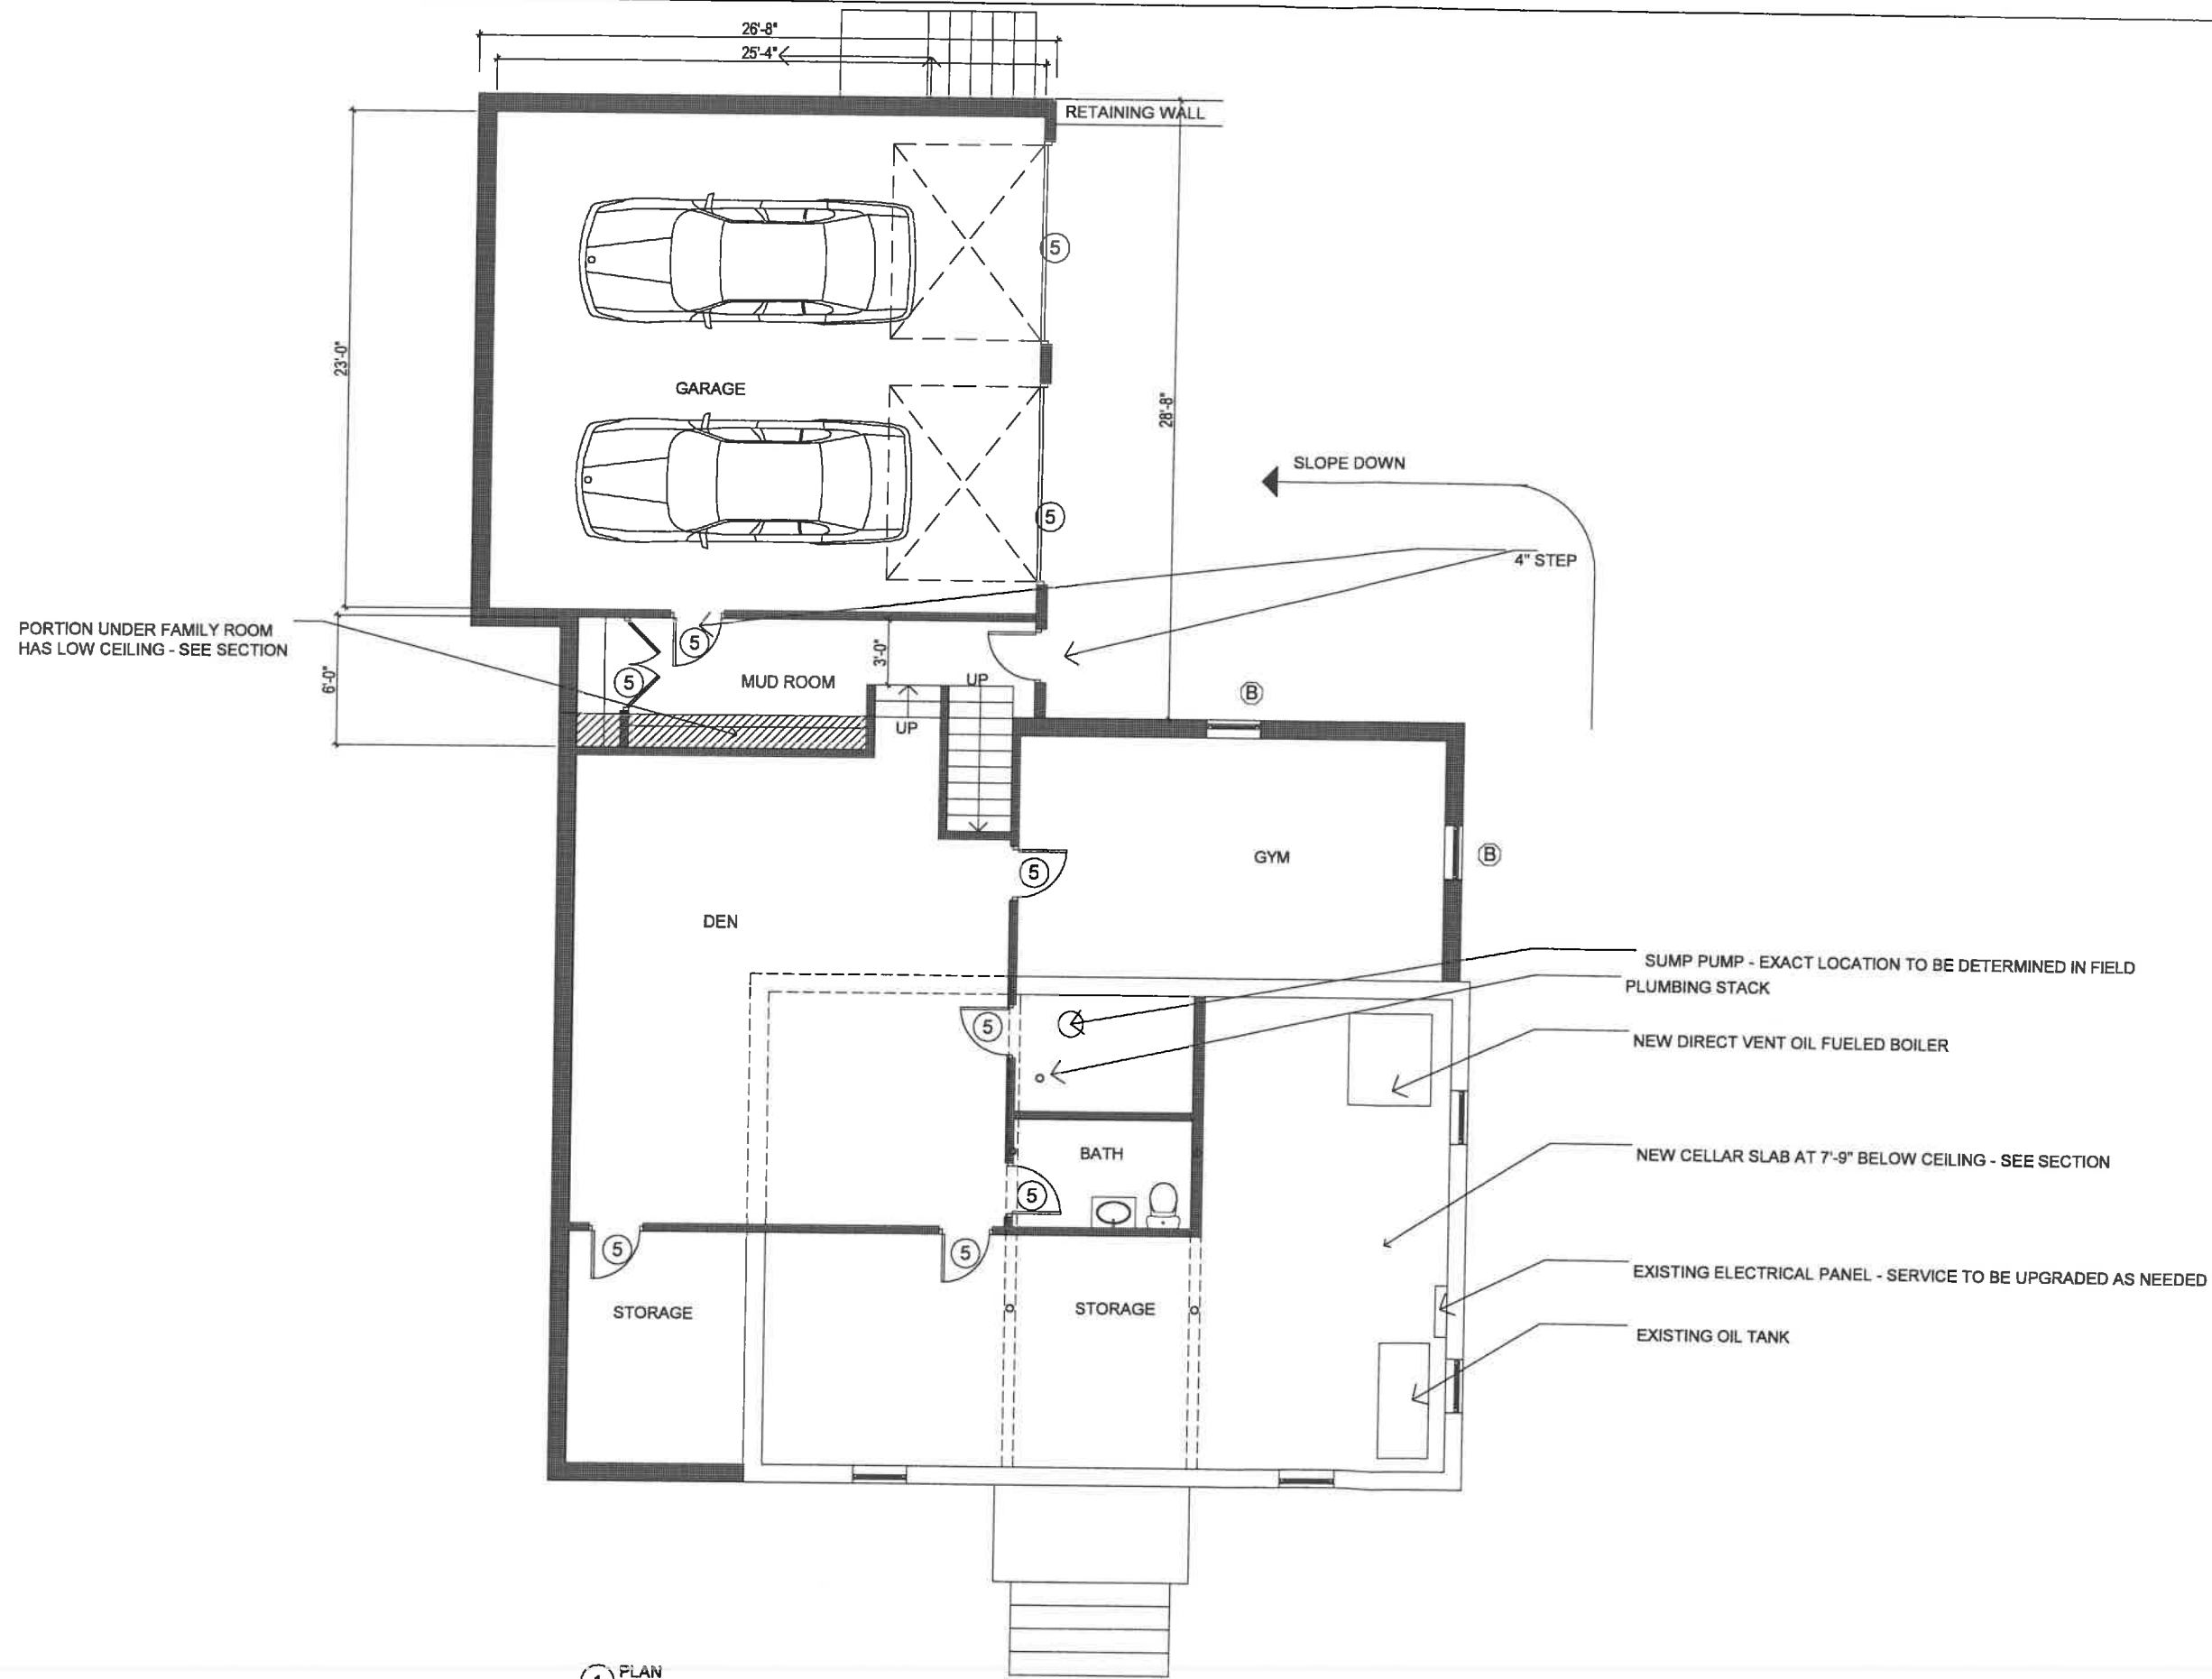 26'-8"
25'-4"
RETAINING WALL
5
23'-0"
GARAGE
28'-8"
SLOPE DOWN
5
4" STEP
PORTION UNDER FAMILY ROOM
HAS LOW CEILING - SEE SECTION
5
3'-0"
6'-0"
5
MUD ROOM
UP
UP
B
5
GYM
B
DEN
SUMP PUMP - EXACT LOCATION TO BE DETERMINED IN FIELD
PLUMBING STACK
5
NEW DIRECT VENT OIL FUELED BOILER
BATH
NEW CELLAR SLAB AT 7'-9" BELOW CEILING - SEE SECTION
5
5
5
EXISTING ELECTRICAL PANEL - SERVICE TO BE UPGRADED AS NEEDED
STORAGE
STORAGE
EXISTING OIL TANK
PLAN